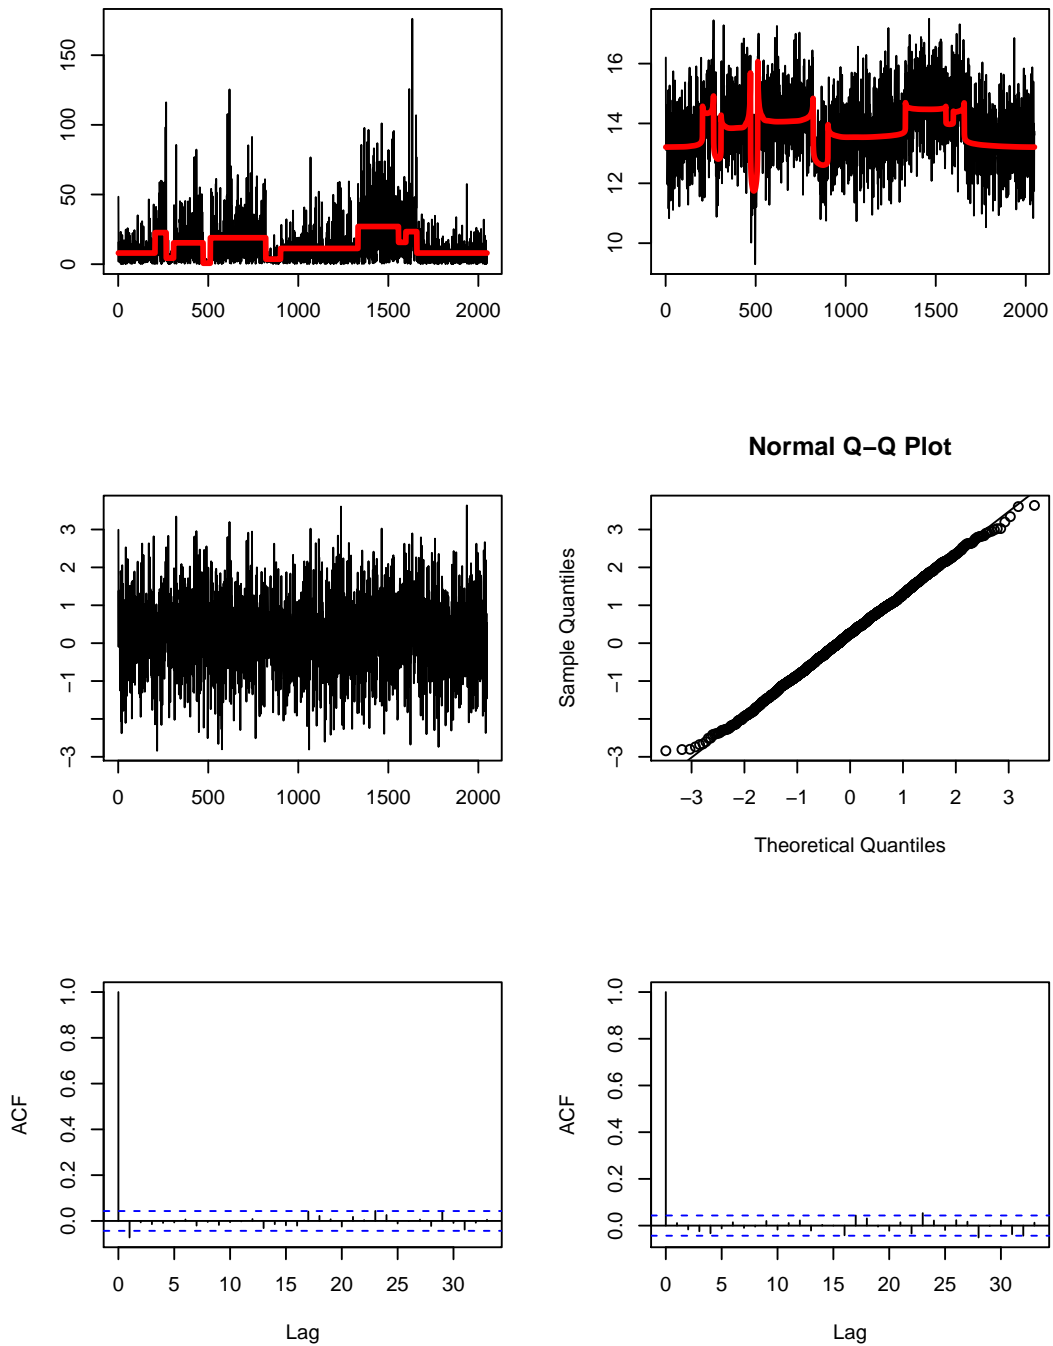 0 50 100 150
0 500 1000 1500 2000
10 12 14 16
0 500 1000 1500 2000
−3 −1 0 1 2 3
0 500 1000 1500 2000
Normal Q−Q Plot
Sample Quantiles
−3 −1 0 1 2 3
−3 −2 −1 0 1 2 3
Theoretical Quantiles
ACF
0.0 0.2 0.4 0.6 0.8 1.0
0 5 10 15 20 25 30
Lag
ACF
0.0 0.2 0.4 0.6 0.8 1.0
0 5 10 15 20 25 30
Lag